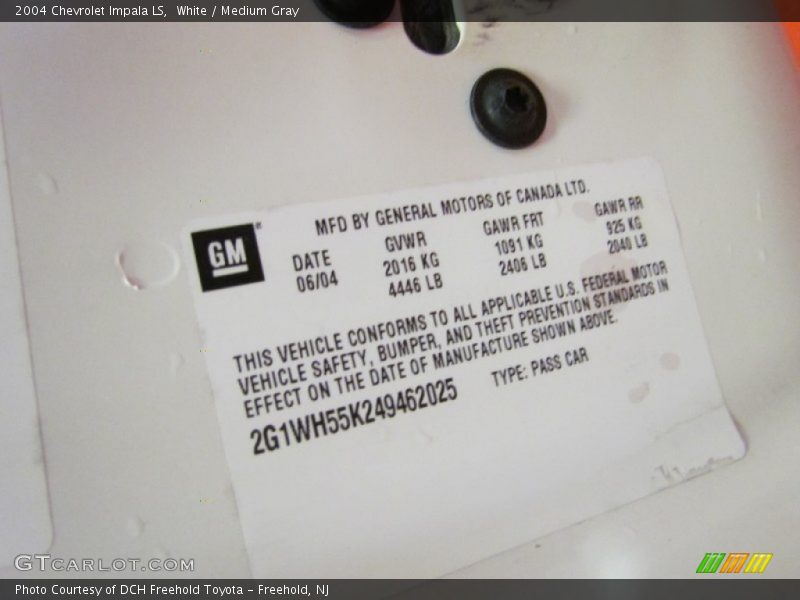 2004 Chevrolet Impala LS, White / Medium Gray
GM
MFD BY GENERAL MOTORS OF CANADA LTD.
DATE GVWR GAWR FRT GAWR RR
06/04 2016 KG 1091 KG 925 KG
4446 LB 2406 LB 2040 LB
THIS VEHICLE CONFORMS TO ALL APPLICABLE U.S. FEDERAL MOTOR
VEHICLE SAFETY, BUMPER, AND THEFT PREVENTION STANDARDS IN
EFFECT ON THE DATE OF MANUFACTURE SHOWN ABOVE.
2G1WH55K249462025 TYPE: PASS CAR
GTCARLOT.COM
Photo Courtesy of DCH Freehold Toyota - Freehold, NJ